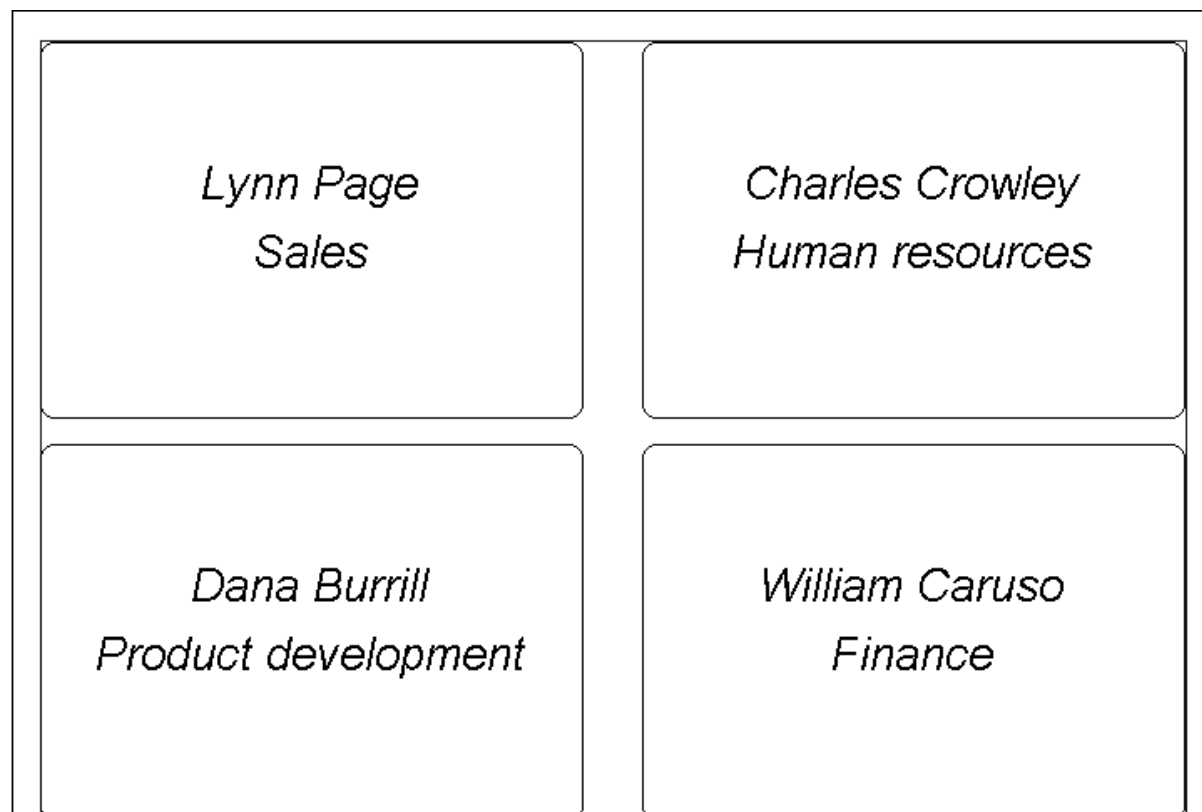 Lynn Page
Sales
Charles Crowley
Human resources
Dana Burrill
Product development
William Caruso
Finance